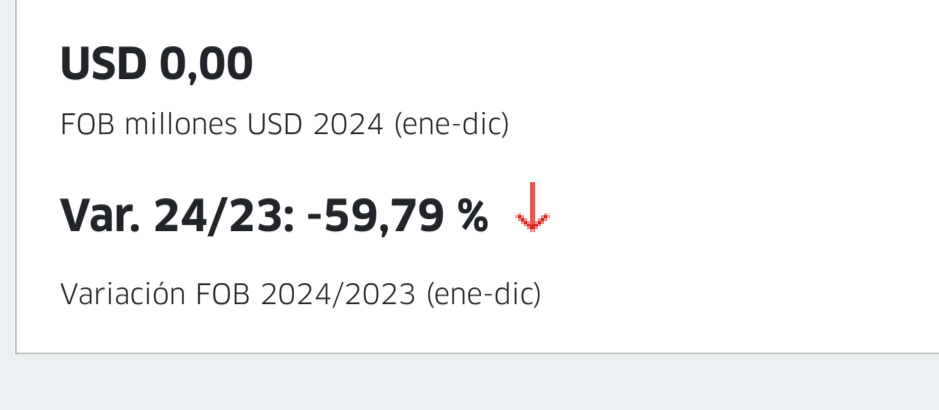 USD 0,00
FOB millones USD 2024 (ene-dic)
Var. 24/23: -59,79 %
Variación FOB 2024/2023 (ene-dic)